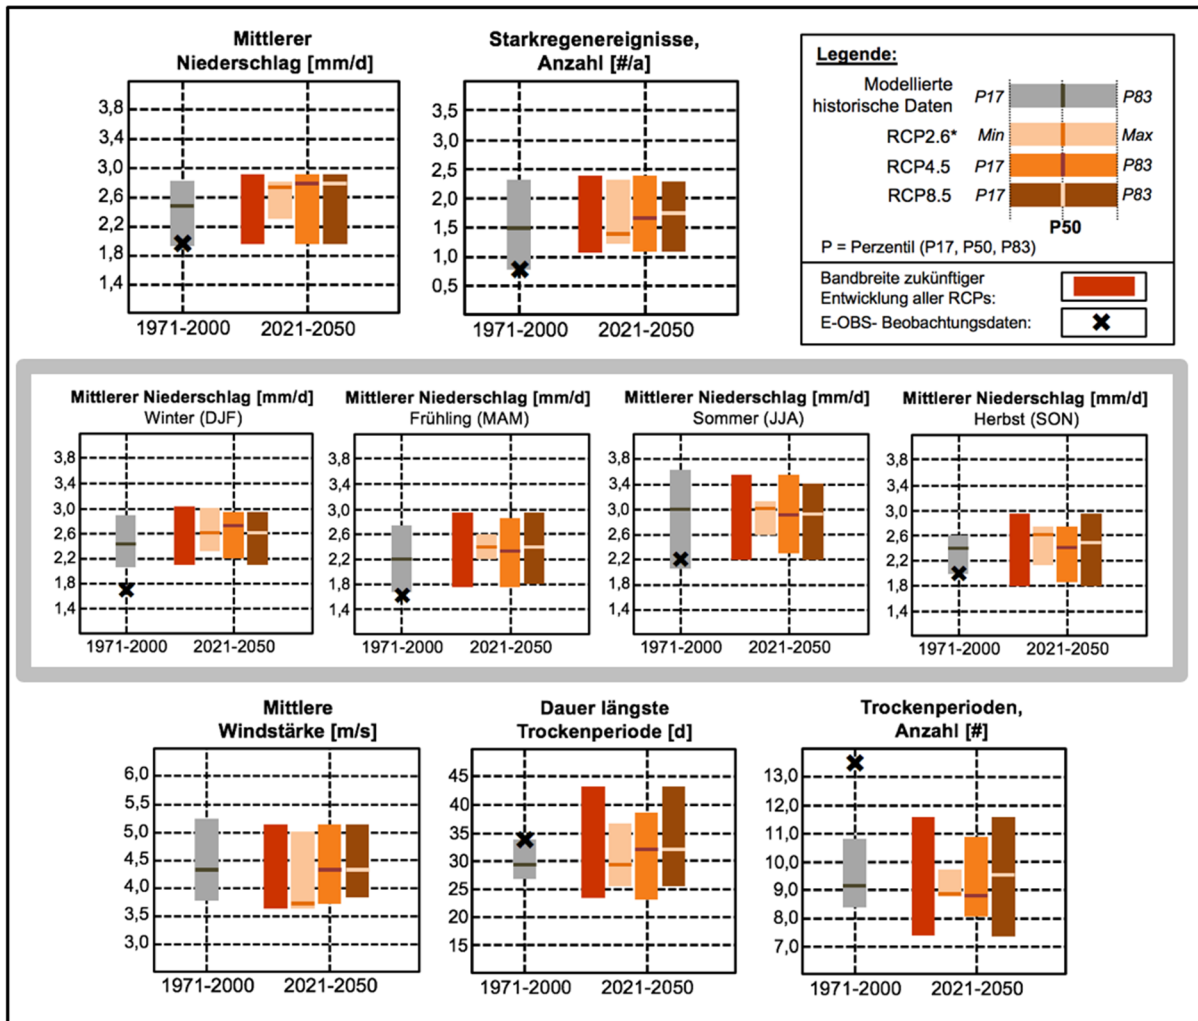 Mittlerer
Niederschlag [mm/d]
3,8
3,4
3,0
2,6
2,2
1,8
1,4
1971-2000
2021-2050
Starkregenereignisse,
Anzahl [#/a]
3,5
3,0
2,5
2,0
1,5
1,0
0,5
1971-2000
2021-2050
Legende:
Modellierte
historische Daten
P17
P83
RCP2.6*
Min
Max
RCP4.5
P17
P83
RCP8.5
P17
P83
P50
P = Perzentil (P17, P50, P83)
Bandbreite zukünftiger
Entwicklung aller RCPs:
E-OBS- Beobachtungsdaten:
Mittlerer Niederschlag [mm/d]
Winter (DJF)
3,8
3,4
3,0
2,6
2,2
1,8
1,4
1971-2000
2021-2050
Mittlerer Niederschlag [mm/d]
Frühling (MAM)
3,8
3,4
3,0
2,6
2,2
1,8
1,4
1971-2000
2021-2050
Mittlerer Niederschlag [mm/d]
Sommer (JJA)
3,8
3,4
3,0
2,6
2,2
1,8
1,4
1971-2000
2021-2050
Mittlerer Niederschlag [mm/d]
Herbst (SON)
3,8
3,4
3,0
2,6
2,2
1,8
1,4
1971-2000
2021-2050
Mittlere
Windstärke [m/s]
6,0
5,5
5,0
4,5
4,0
3,5
3,0
1971-2000
2021-2050
Dauer längste
Trockenperiode [d]
45
40
35
30
25
20
15
1971-2000
2021-2050
Trockenperioden,
Anzahl [#]
13,0
12,0
11,0
10,0
9,0
8,0
7,0
1971-2000
2021-2050